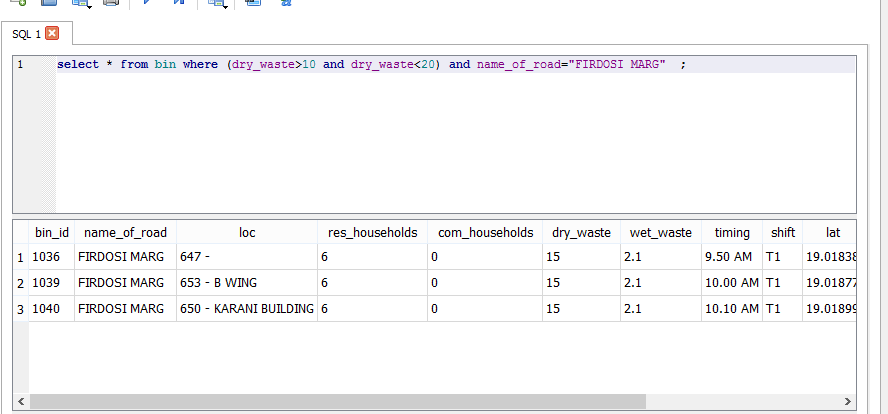 SQL 1
1 select * from bin where (dry_waste>10 and dry_waste<20) and name_of_road="FIRDOSI MARG" ;
bin_id name_of_road loc res_households com_households dry_waste wet_waste timing shift lat
1 1036 FIRDOSI MARG 647 - 6 0 15 2.1 9.50 AM T1 19.01838
2 1039 FIRDOSI MARG 653 - B WING 6 0 15 2.1 10.00 AM T1 19.01877
3 1040 FIRDOSI MARG 650 - KARANI BUILDING 6 0 15 2.1 10.10 AM T1 19.01899